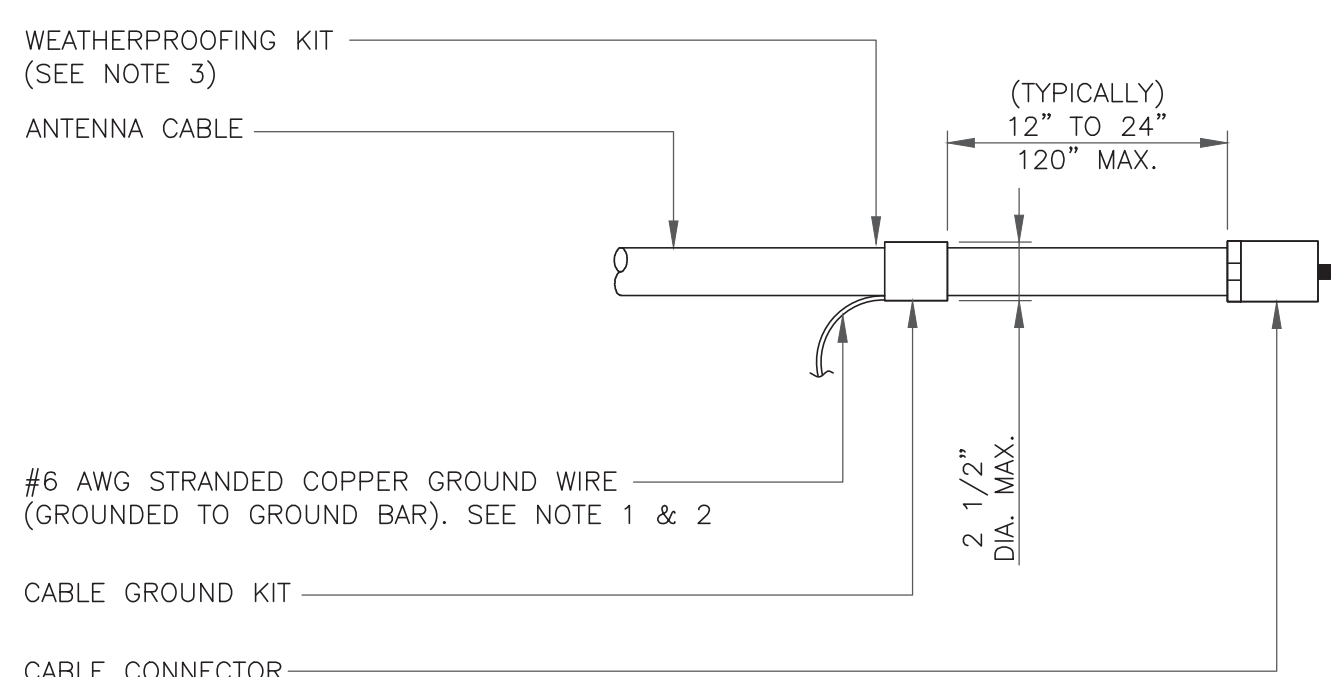 WEATHERPROOFING KIT
(SEE NOTE 3)
ANTENNA CABLE
(TYPICALLY)
12” TO 24”
120” MAX.
2 1/2”
DIA. MAX.
#6 AWG STRANDED COPPER GROUND WIRE
(GROUNDED TO GROUND BAR). SEE NOTE 1 & 2
CABLE GROUND KIT
CABLE CONNECTOR